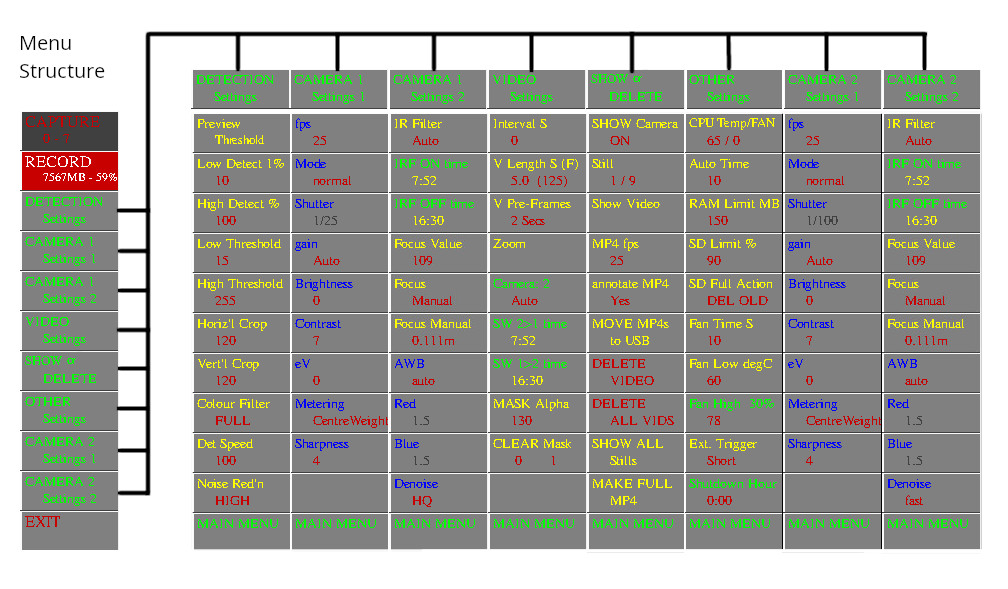 Menu
Structure
CAPTURE
0 7
RECORD
7567MB - 59%
DETECTION
Settings
CAMERA 1
Settings 1
CAMERA 1
Settings 2
VIDEO
Settings
SHOW or
DELETE
OTHER
Settings
CAMERA 2
Settings 1
CAMERA 2
Settings 2
EXIT
DETECTION
Settings
Preview
Threshold
Low Detect 1%
10
High Detect %
100
Low Threshold
15
High Threshold
255
Horiz'l Crop
120
Vert'l Crop
120
Colour Filter
FULL
Det Speed
100
Noise Red'n
HIGH
MAIN MENU
CAMERA 1
Settings 1
fps
25
Mode
normal
Shutter
1/25
gain
Auto
Brightness
0
Contrast
7
eV
0
Metering
CentreWeight
Sharpness
4
MAIN MENU
CAMERA 1
Settings 2
IR Filter
Auto
IRF ON time
7:52
IRF OFF time
16:30
Focus Value
109
Focus
Manual
Focus Manual
0.111m
AWB
auto
Red
1.5
Blue
1.5
Denoise
HQ
MAIN MENU
VIDEO
Settings
Interval S
0
V Length S (F)
5.0 (125)
V Pre-Frames
2 Secs
Zoom
Camera: 2
Auto
SW 2>1 time
7:52
SW 1>2 time
16:30
MASK Alpha
130
CLEAR Mask
0 1
MAIN MENU
SHOW or
DELETE
SHOW Camera
ON
Still
1 / 9
Show Video
MP4 fps
25
annotate MP4
Yes
MOVE MP4s
to USB
DELETE
VIDEO
DELETE
ALL VIDS
SHOW ALL
Stills
MAKE FULL
MP4
MAIN MENU
OTHER
Settings
CPU Temp/FAN
65 / 0
Auto Time
10
RAM Limit MB
150
SD Limit %
90
SD Full Action
DEL OLD
Fan Time S
10
Fan Low degC
60
Fan High 30%
78
Ext. Trigger
Short
Shutdown Hour
0:00
MAIN MENU
CAMERA 2
Settings 1
fps
25
Mode
normal
Shutter
1/100
gain
Auto
Brightness
0
Contrast
7
eV
0
Metering
CentreWeight
Sharpness
4
MAIN MENU
CAMERA 2
Settings 2
IR Filter
Auto
IRF ON time
7:52
IRF OFF time
16:30
Focus Value
109
Focus
Manual
Focus Manual
0.111m
AWB
auto
Red
1.5
Blue
1.5
Denoise
fast
MAIN MENU